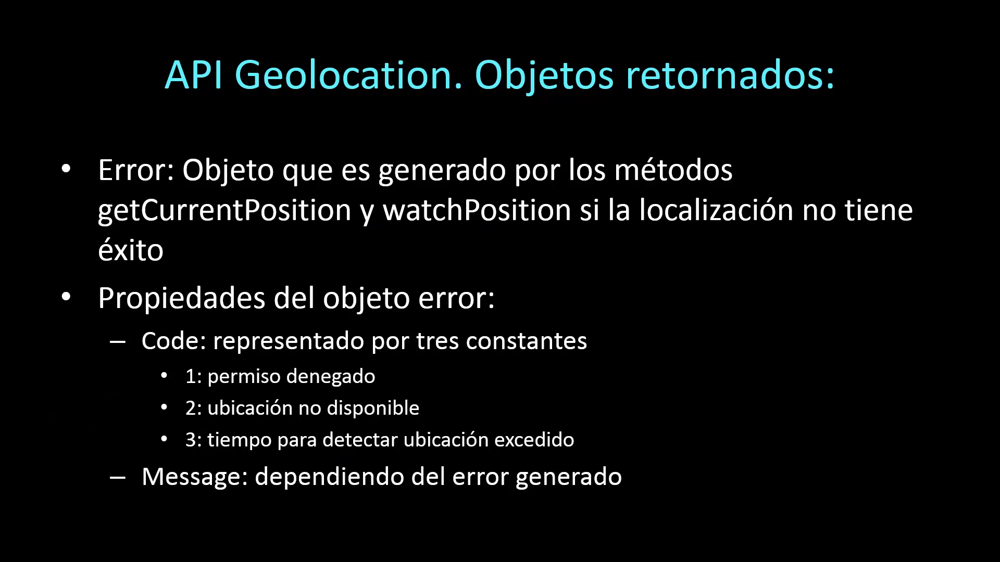 API Geolocation. Objetos retornados:
• Error: Objeto que es generado por los métodos
getCurrentPosition y watchPosition si la localización no tiene
éxito
• Propiedades del objeto error:
– Code: representado por tres constantes
• 1: permiso denegado
• 2: ubicación no disponible
• 3: tiempo para detectar ubicación excedido
– Message: dependiendo del error generado